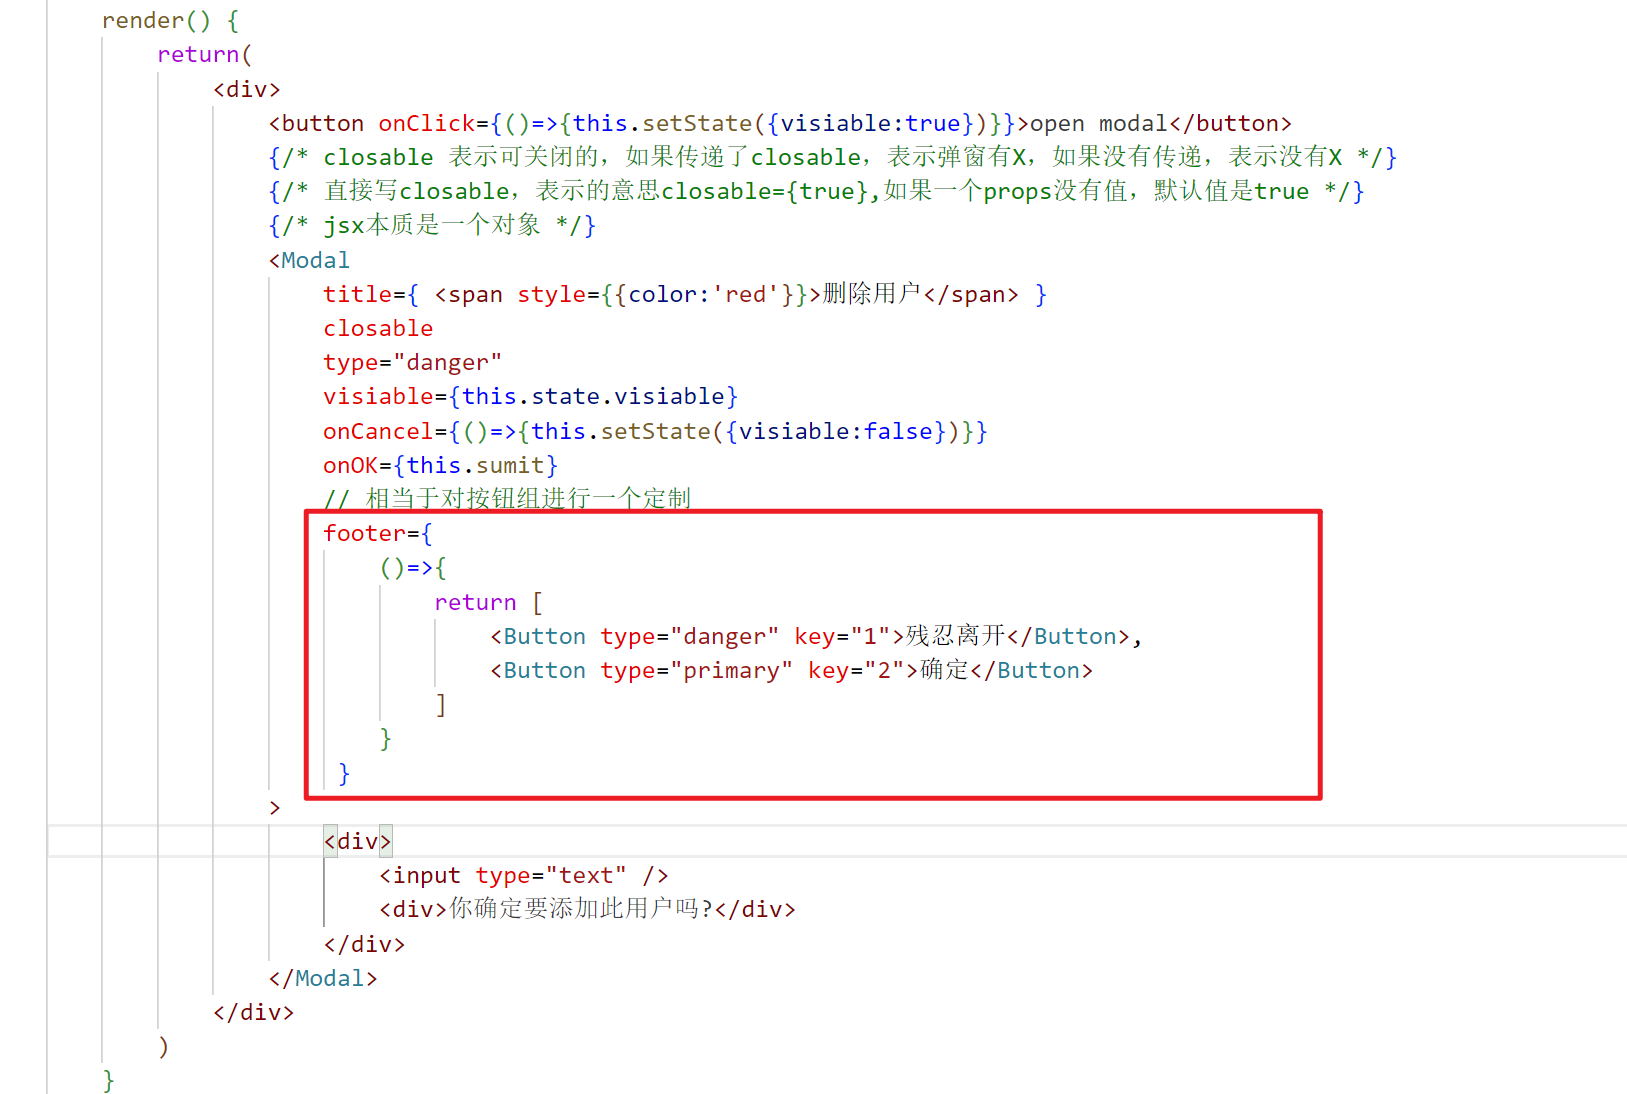 render() {
return(
<div>
<button onClick={()=>{this.setState({visiable:true})}}>open modal</button>
{/* closable 表示可关闭的，如果传递了closable，表示弹窗有X，如果没有传递，表示没有X */}
{/* 直接写closable，表示的意思closable={true},如果一个props没有值，默认值是true */}
{/* jsx本质是一个对象 */}
<Modal
title={ <span style={{color:'red'}}>删除用户</span> }
closable
type="danger"
visiable={this.state.visiable}
onCancel={()=>{this.setState({visiable:false})}}
onOK={this.sumit}
// 相当于对按钮组进行一个定制
footer={
()=>{
return [
<Button type="danger" key="1">残忍离开</Button>,
<Button type="primary" key="2">确定</Button>
]
}
}
>
<div>
<input type="text" />
<div>你确定要添加此用户吗?</div>
</div>
</Modal>
</div>
)
}